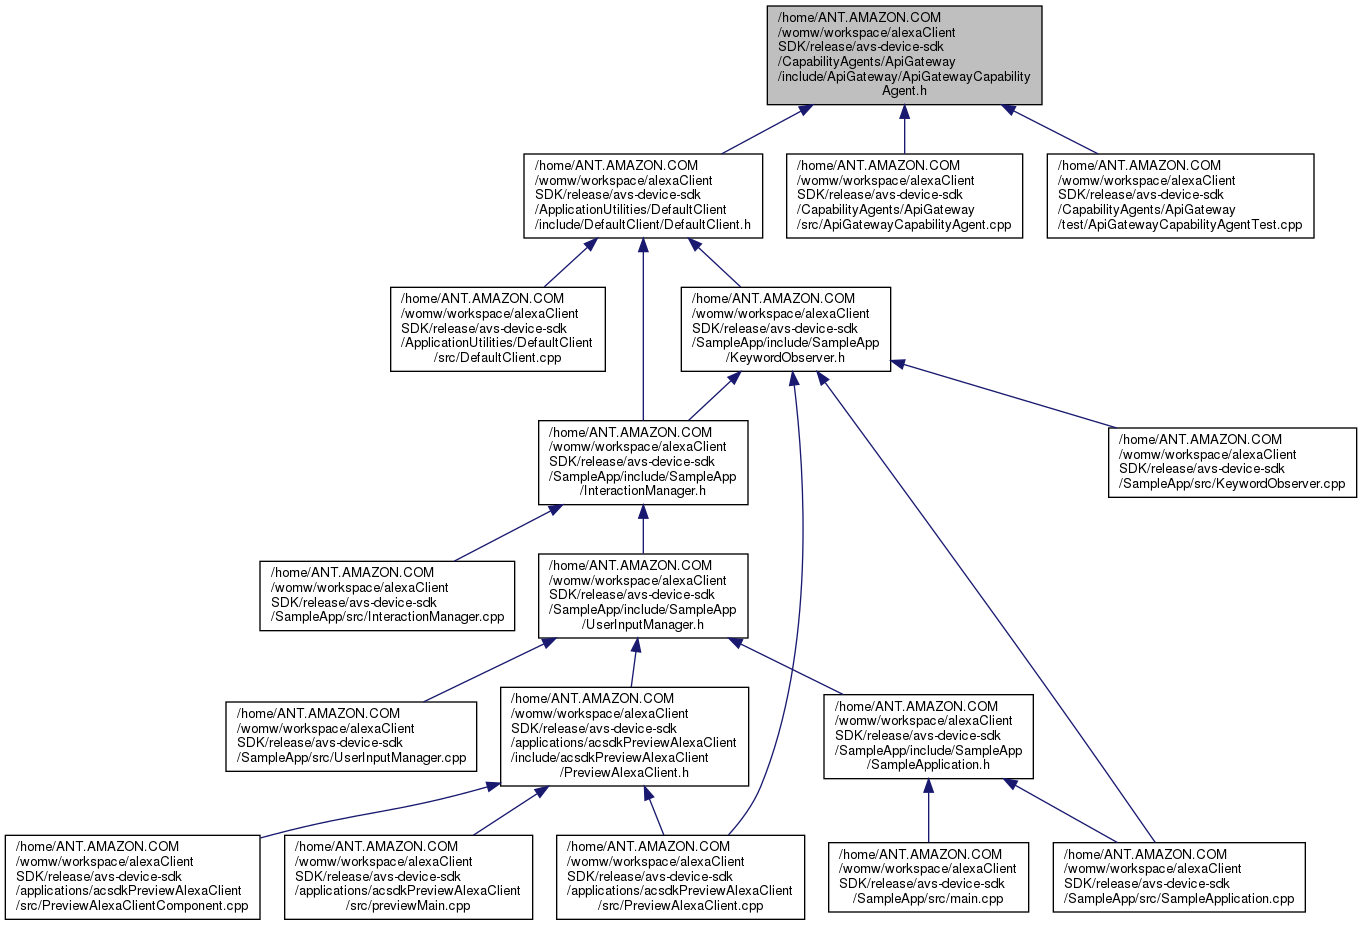 /home/ANT.AMAZON.COM
/womw/workspace/alexaClient
SDK/release/avs-device-sdk
/CapabilityAgents/ApiGateway
/include/ApiGateway/ApiGatewayCapability
Agent.h
/home/ANT.AMAZON.COM
/womw/workspace/alexaClient
SDK/release/avs-device-sdk
/ApplicationUtilities/DefaultClient
/include/DefaultClient/DefaultClient.h
/home/ANT.AMAZON.COM
/womw/workspace/alexaClient
SDK/release/avs-device-sdk
/CapabilityAgents/ApiGateway
/src/ApiGatewayCapabilityAgent.cpp
/home/ANT.AMAZON.COM
/womw/workspace/alexaClient
SDK/release/avs-device-sdk
/CapabilityAgents/ApiGateway
/test/ApiGatewayCapabilityAgentTest.cpp
/home/ANT.AMAZON.COM
/womw/workspace/alexaClient
SDK/release/avs-device-sdk
/ApplicationUtilities/DefaultClient
/src/DefaultClient.cpp
/home/ANT.AMAZON.COM
/womw/workspace/alexaClient
SDK/release/avs-device-sdk
/SampleApp/include/SampleApp
/KeywordObserver.h
/home/ANT.AMAZON.COM
/womw/workspace/alexaClient
SDK/release/avs-device-sdk
/SampleApp/include/SampleApp
/InteractionManager.h
/home/ANT.AMAZON.COM
/womw/workspace/alexaClient
SDK/release/avs-device-sdk
/SampleApp/src/KeywordObserver.cpp
/home/ANT.AMAZON.COM
/womw/workspace/alexaClient
SDK/release/avs-device-sdk
/SampleApp/src/InteractionManager.cpp
/home/ANT.AMAZON.COM
/womw/workspace/alexaClient
SDK/release/avs-device-sdk
/SampleApp/include/SampleApp
/UserInputManager.h
/home/ANT.AMAZON.COM
/womw/workspace/alexaClient
SDK/release/avs-device-sdk
/SampleApp/src/UserInputManager.cpp
/home/ANT.AMAZON.COM
/womw/workspace/alexaClient
SDK/release/avs-device-sdk
/applications/acsdkPreviewAlexaClient
/include/acsdkPreviewAlexaClient
/PreviewAlexaClient.h
/home/ANT.AMAZON.COM
/womw/workspace/alexaClient
SDK/release/avs-device-sdk
/SampleApp/include/SampleApp
/SampleApplication.h
/home/ANT.AMAZON.COM
/womw/workspace/alexaClient
SDK/release/avs-device-sdk
/applications/acsdkPreviewAlexaClient
/src/PreviewAlexaClientComponent.cpp
/home/ANT.AMAZON.COM
/womw/workspace/alexaClient
SDK/release/avs-device-sdk
/applications/acsdkPreviewAlexaClient
/src/previewMain.cpp
/home/ANT.AMAZON.COM
/womw/workspace/alexaClient
SDK/release/avs-device-sdk
/applications/acsdkPreviewAlexaClient
/src/PreviewAlexaClient.cpp
/home/ANT.AMAZON.COM
/womw/workspace/alexaClient
SDK/release/avs-device-sdk
/SampleApp/src/main.cpp
/home/ANT.AMAZON.COM
/womw/workspace/alexaClient
SDK/release/avs-device-sdk
/SampleApp/src/SampleApplication.cpp